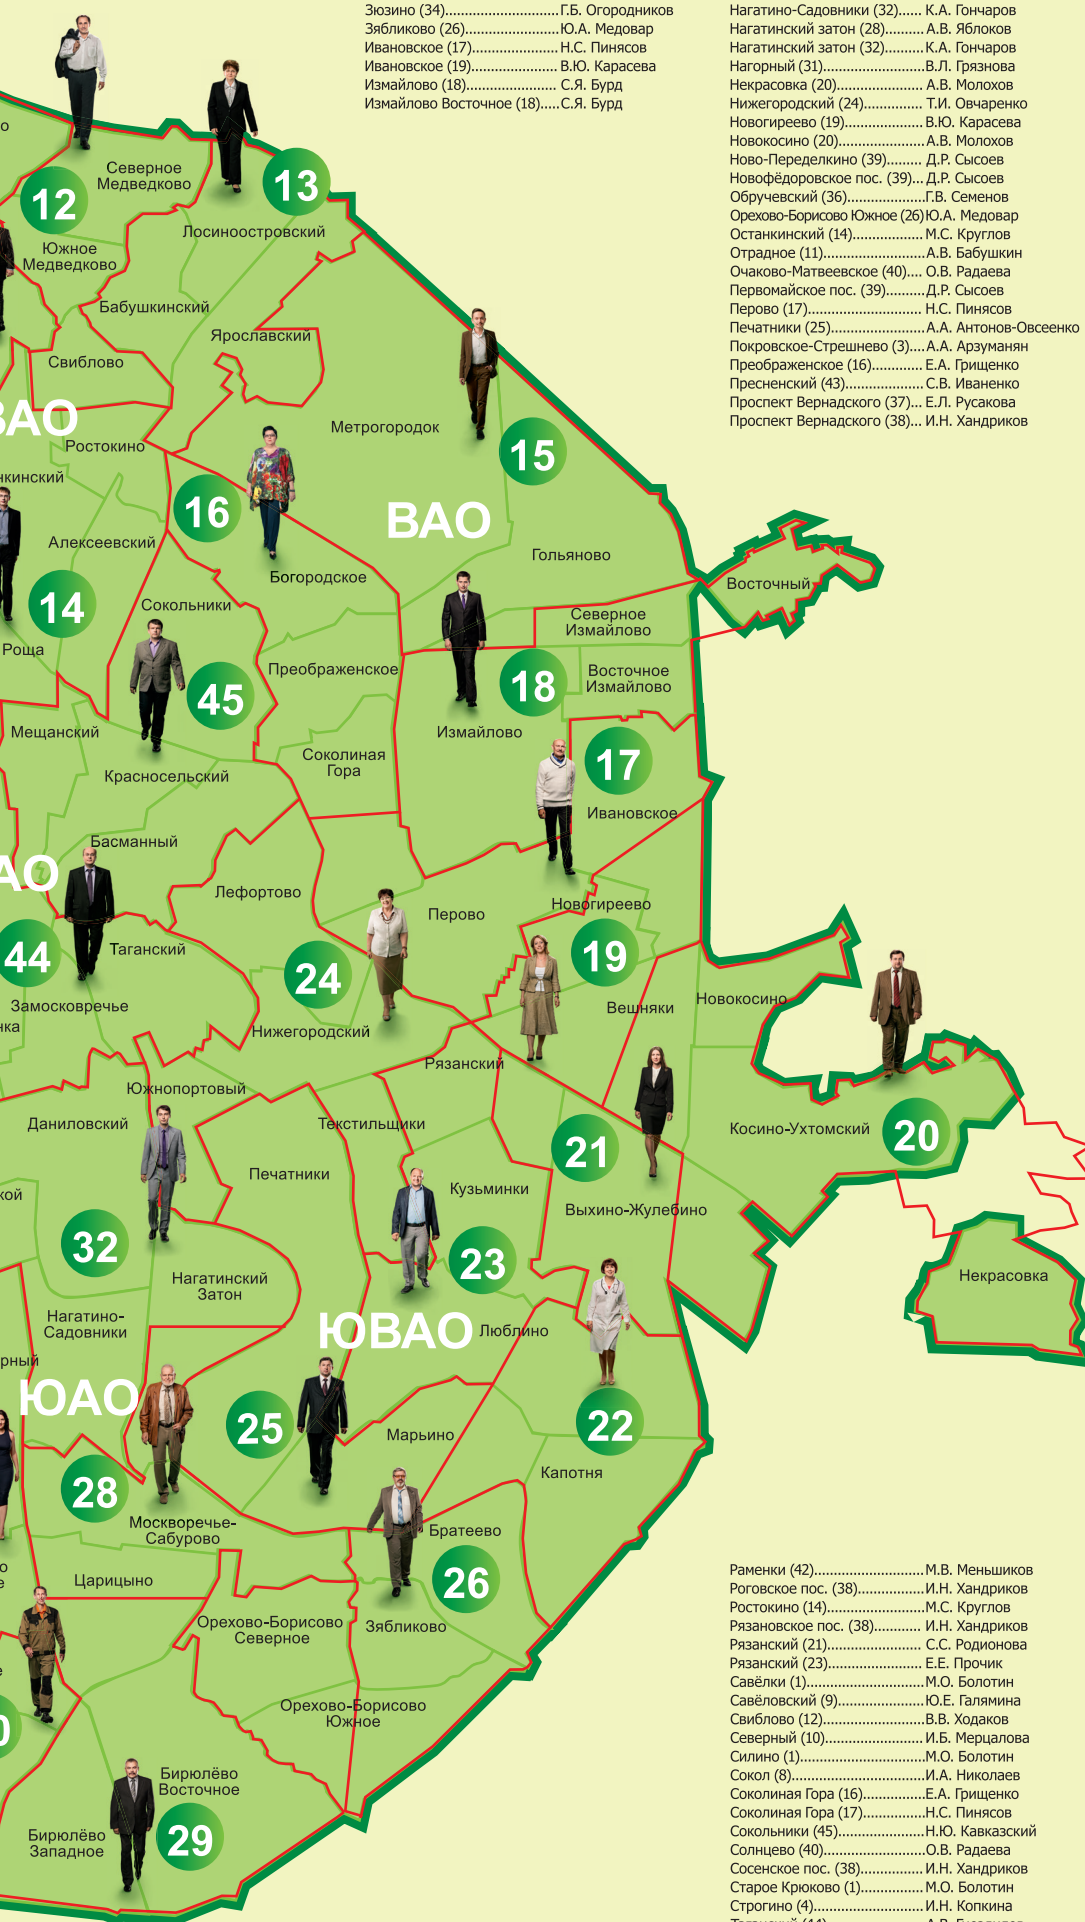 Зюзино (34)........................Г.Б. Огородников
Зябликово (26)......................Ю.А. Медовар
Ивановское (17)....................Н.С. Пинясов
Ивановское (19).................... В.Ю. Карасева
Измайлово (18)..................... С.Я. Бурд
Измайлово Восточное (18).....С.Я. Бурд
Нагатино-Садовники (32)...... К.А. Гончаров
Нагатинский затон (28).........А.В. Яблоков
Нагатинский затон (32).........К.А. Гончаров
Нагорный (31).......................В.Л. Грязнова
Некрасовка (20).................... А.В. Молохов
Нижегородский (24).............. Т.И. Овчаренко
Новогиреево (19)..................В.Ю. Карасева
Новокосино (20)................... А.В. Молохов
Ново-Переделкино (39)........ Д.Р. Сысоев
Новофёдоровское пос. (39)... Д.Р. Сысоев
Обручевский (36)..................Г.В. Семенов
Орехово-Борисово Южное (26)Ю.А. Медовар
Останкинский (14).................М.С. Круглов
Отрадное (11).......................А.В. Бабушкин
Очаково-Матвеевское (40).... О.В. Радаева
Первомайское пос. (39).........Д.Р. Сысоев
Перово (17)..........................Н.С. Пинясов
Печатники (25).....................А.А. Антонов-Овсеенко
Покровское-Стрешнево (3)....А.А. Арзуманян
Преображенское (16)............ Е.А. Грищенко
Пресненский (43)..................С.В. Иваненко
Проспект Вернадского (37)... Е.Л. Русакова
Проспект Вернадского (38)... И.Н. Хандриков
о
Северное
Медведково
12
13
Южное
Медведково
Лосиноостровский
Бабушкинский
Ярославский
Свиблово
ВАО
Ростокино
Метрогородок
15
нкинский
16
ВАО
Алексеевский
Гольяново
Богородское
Восточный
14
Сокольники
Северное
Измайлово
Роща
45
Преображенское
18
Восточное
Измайлово
Мещанский
Измайлово
17
Красносельский
Соколиная
Гора
Ивановское
Басманный
АО
Лефортово
Новогиреево
Перово
44
Таганский
24
19
Замосковречье
нка
Нижегородский
Вешняки
Новокосино
Рязанский
Южнопортовый
Даниловский
Текстильщики
Косино-Ухтомский
20
21
Печатники
Кузьминки
кой
Выхино-Жулебино
32
23
Нагатинский
Затон
Некрасовка
Нагатино-
Садовники
ЮВАО
Люблино
рный
ЮАО
25
22
Марьино
Капотня
28
Москворечье-
Сабурово
Братеево
26
о
е
Царицыно
Орехово-Борисово
Северное
Зябликово
е
Орехово-Борисово
Южное
0
Бирюлёво
Восточное
Бирюлёво
Западное
29
Раменки (42).........................М.В. Меньшиков
Роговское пос. (38)...............И.Н. Хандриков
Ростокино (14)......................М.С. Круглов
Рязановское пос. (38)........... И.Н. Хандриков
Рязанский (21)..................... С.С. Родионова
Рязанский (23)..................... Е.Е. Прочик
Савёлки (1)..........................М.О. Болотин
Савёловский (9)...................Ю.Е. Галямина
Свиблово (12)......................В.В. Ходаков
Северный (10)......................И.Б. Мерцалова
Силино (1)...........................М.О. Болотин
Сокол (8).............................И.А. Николаев
Соколиная Гора (16)..............Е.А. Грищенко
Соколиная Гора (17)..............Н.С. Пинясов
Сокольники (45)...................Н.Ю. Кавказский
Солнцево (40)......................О.В. Радаева
Сосенское пос. (38)..............И.Н. Хандриков
Старое Крюково (1)..............М.О. Болотин
Строгино (4)........................И.Н. Копкина